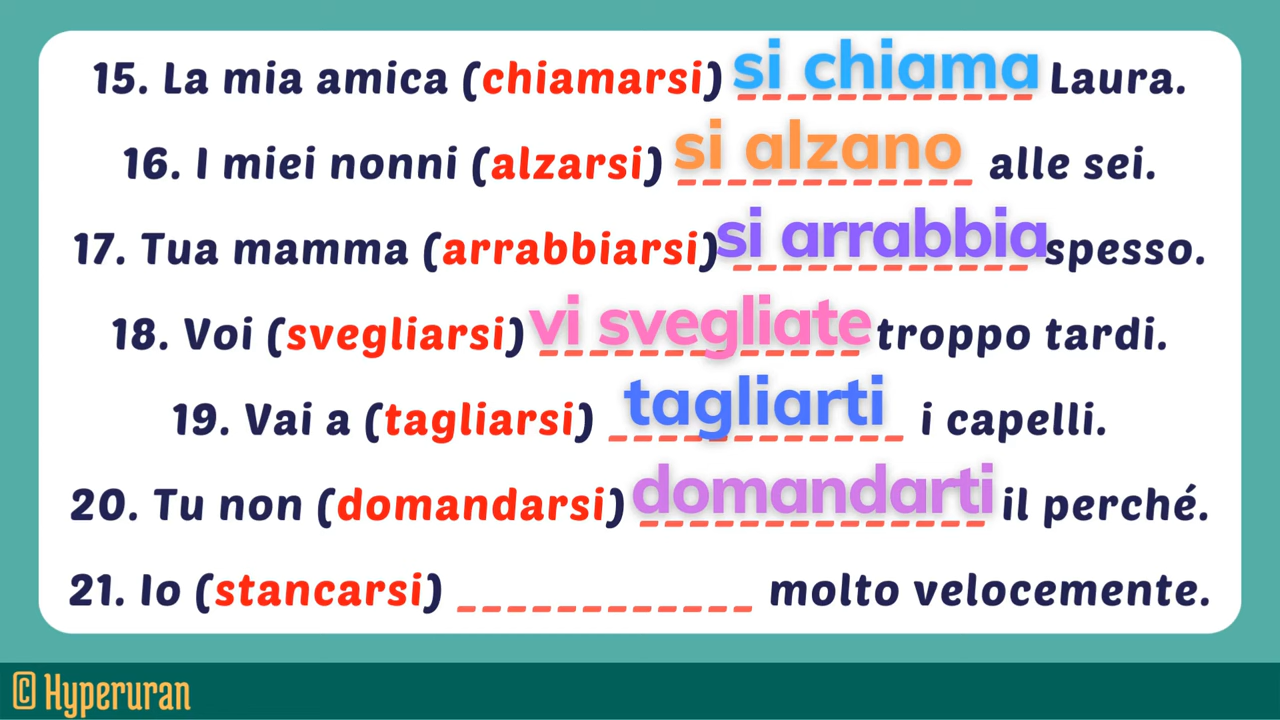 15. La mia amica (chiamarsi) si chiama Laura.
16. I miei nonni (alzarsi) si alzano alle sei.
17. Tua mamma (arrabbiarsi) si arrabbia spesso.
18. Voi (svegliarsi) vi svegliate troppo tardi.
19. Vai a (tagliarsi) tagliarti i capelli.
20. Tu non (domandarsi) domandarti il perché.
21. Io (stancarsi) ____________ molto velocemente.
© Hyperuran